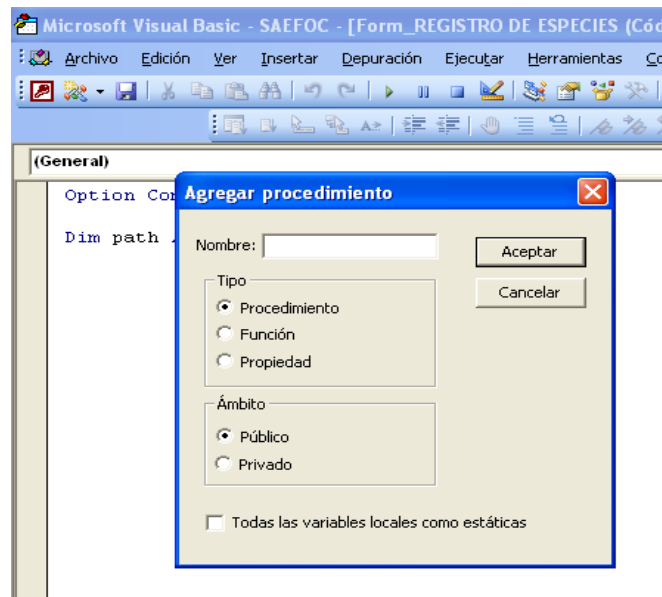 Microsoft Visual Basic - SAEFOC - [Form_REGISTRO DE ESPECIES (Cód
Archivo Edición Ver Insertar Depuración Ejecutar Herramientas Co
(General)
Option Con
Agregar procedimiento
Dim path
Nombre:
Aceptar
Tipo
Cancelar
Procedimiento
Función
Propiedad
Ámbito
Público
Privado
Todas las variables locales como estáticas